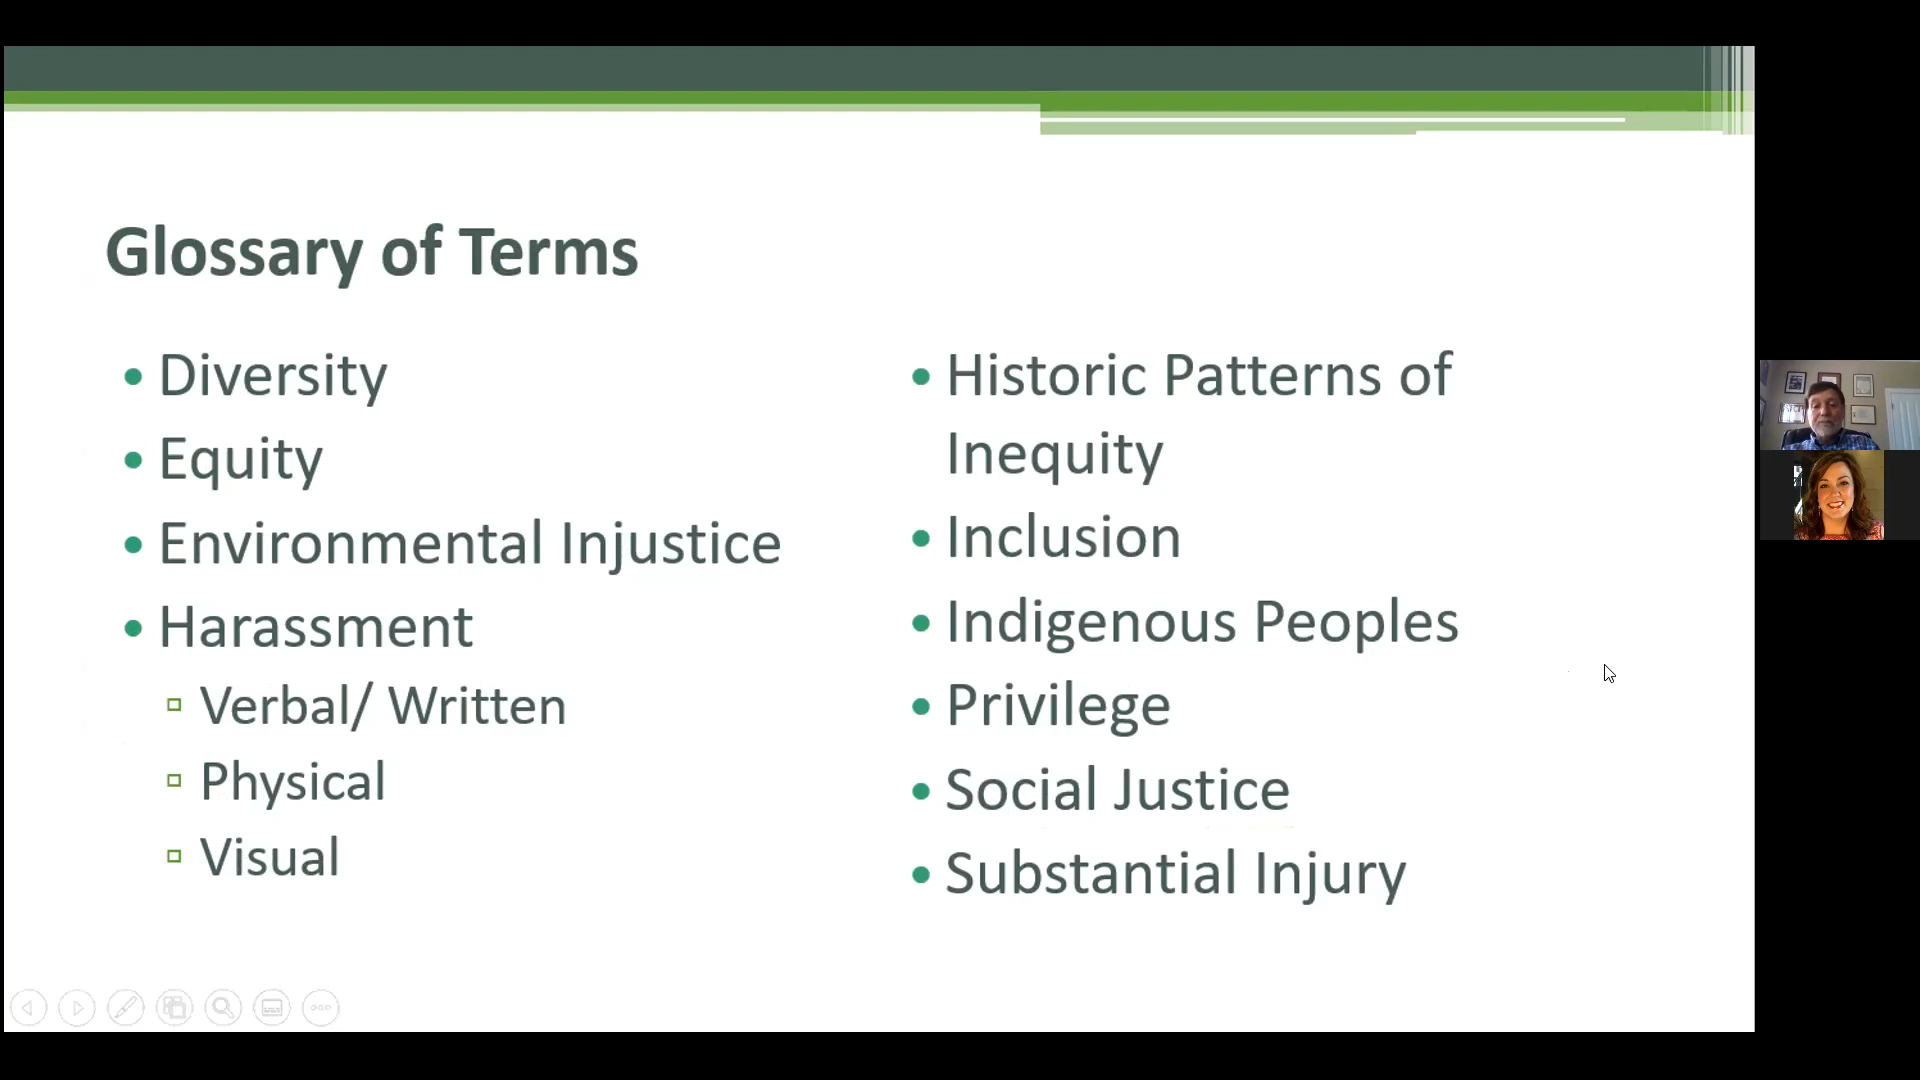 Glossary of Terms
• Diversity
• Equity
• Environmental Injustice
• Harassment
▫ Verbal/ Written
▫ Physical
▫ Visual
• Historic Patterns of
Inequity
• Inclusion
• Indigenous Peoples
• Privilege
• Social Justice
• Substantial Injury